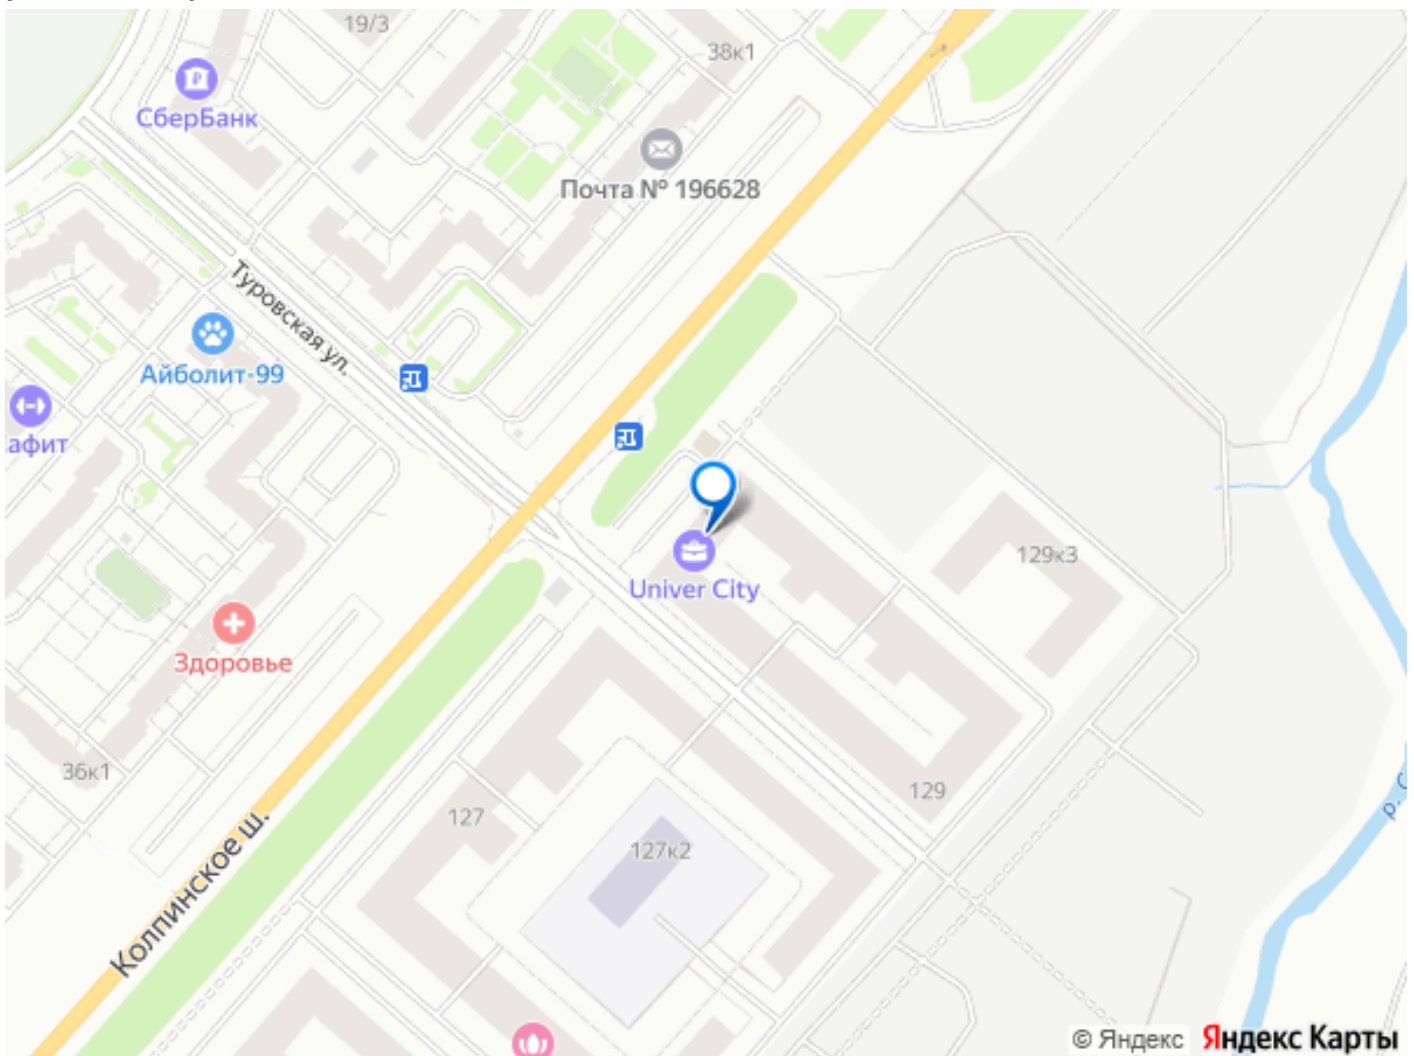 19/3
38к1
СберБанк
Почта № 196628
Туровская ул.
Айболит-99
афит
129к3
Univer City
Здоровье
36к1
129
127
127к2
Колпинское ш.
р. С
© Яндекс Яндекс Карты